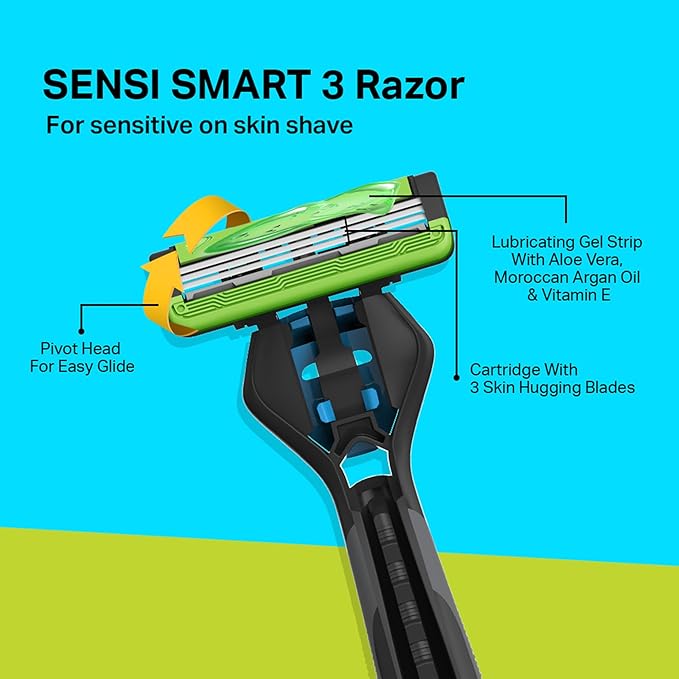 SENSI SMART 3 Razor
For sensitive on skin shave
Lubricating Gel Strip
With Aloe Vera,
Moroccan Argan Oil
& Vitamin E
Pivot Head
For Easy Glide
Cartridge With
3 Skin Hugging Blades